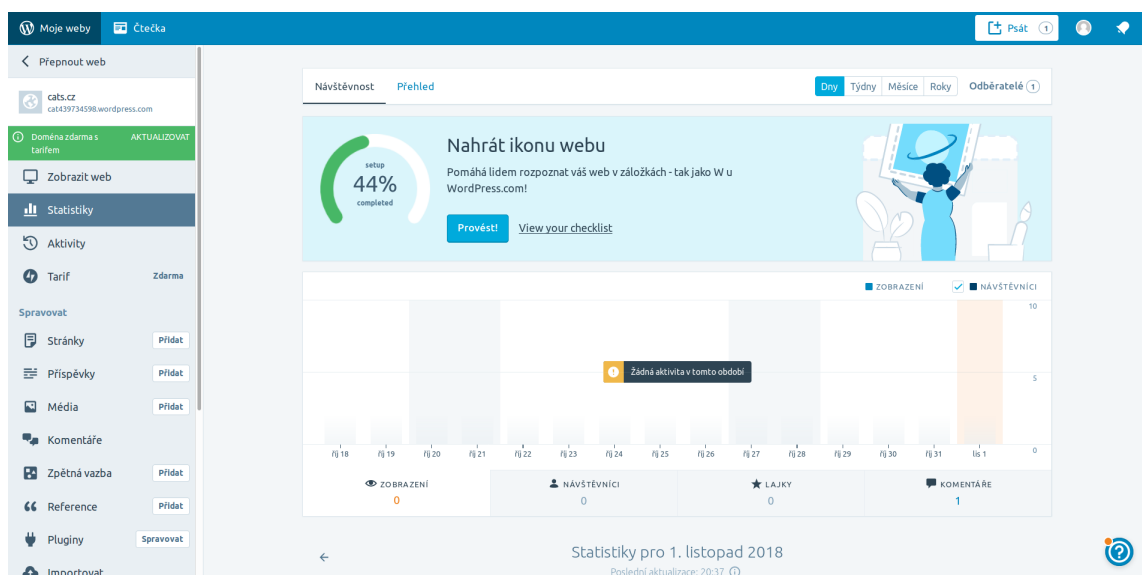 Moje weby
Čtečka
Psát 1
Přepnout web
cats.cz
cat439734598.wordpress.com
Doména zdarma s tarifem
AKTUALIZOVAT
Zobrazit web
Statistiky
Aktivity
Tarif Zdarma
Spravovat
Stránky Přidat
Příspěvky Přidat
Média Přidat
Komentáře
Zpětná vazba Přidat
Reference Přidat
Pluginy Spravovat
Importovat
Návštěvnost Přehled
Dny Týdny Měsíce Roky Odběratelé 1
setup
44%
completed
Nahrát ikonu webu
Pomáhá lidem rozpoznat váš web v záložkách - tak jako W u
WordPress.com!
Provést! View your checklist
ZOBRAZENÍ NÁVŠTĚVNÍCI
10
5
0
Žádná aktivita v tomto období
říj 18 říj 19 říj 20 říj 21 říj 22 říj 23 říj 24 říj 25 říj 26 říj 27 říj 28 říj 29 říj 30 říj 31 lis 1
ZOBRAZENÍ
0
NÁVŠTĚVNÍCI
0
LAJKY
0
KOMENTÁŘE
1
Statistiky pro 1. listopad 2018
Poslední aktualizace: 20:37